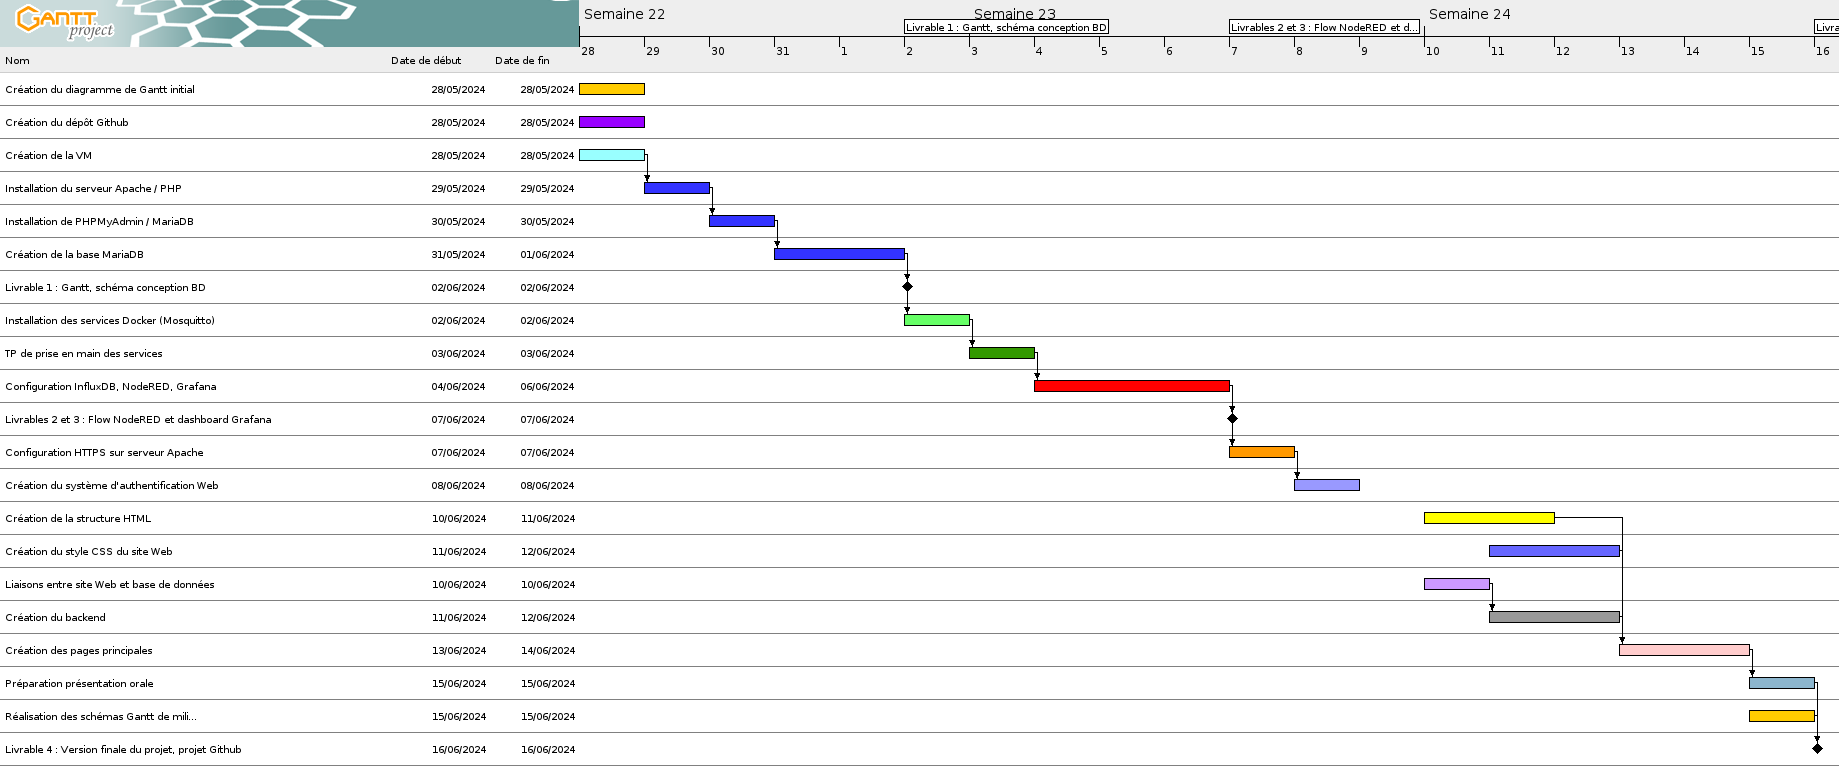 GANTT
project
Semaine 22
Semaine 23
Semaine 24
Livrable 1 : Gantt, schéma conception BD
Livrables 2 et 3 : Flow NodeRED et d...
Livra
28 29 30 31 1 2 3 4 5 6 7 8 9 10 11 12 13 14 15 16
Nom Date de début Date de fin
Création du diagramme de Gantt initial 28/05/2024 28/05/2024
Création du dépôt Github 28/05/2024 28/05/2024
Création de la VM 28/05/2024 28/05/2024
Installation du serveur Apache / PHP 29/05/2024 29/05/2024
Installation de PHPMyAdmin / MariaDB 30/05/2024 30/05/2024
Création de la base MariaDB 31/05/2024 01/06/2024
Livrable 1 : Gantt, schéma conception BD 02/06/2024 02/06/2024
Installation des services Docker (Mosquitto) 02/06/2024 02/06/2024
TP de prise en main des services 03/06/2024 03/06/2024
Configuration InfluxDB, NodeRED, Grafana 04/06/2024 06/06/2024
Livrables 2 et 3 : Flow NodeRED et dashboard Grafana 07/06/2024 07/06/2024
Configuration HTTPS sur serveur Apache 07/06/2024 07/06/2024
Création du système d'authentification Web 08/06/2024 08/06/2024
Création de la structure HTML 10/06/2024 11/06/2024
Création du style CSS du site Web 11/06/2024 12/06/2024
Liaisons entre site Web et base de données 10/06/2024 10/06/2024
Création du backend 11/06/2024 12/06/2024
Création des pages principales 13/06/2024 14/06/2024
Préparation présentation orale 15/06/2024 15/06/2024
Réalisation des schémas Gantt de mili... 15/06/2024 15/06/2024
Livrable 4 : Version finale du projet, projet Github 16/06/2024 16/06/2024